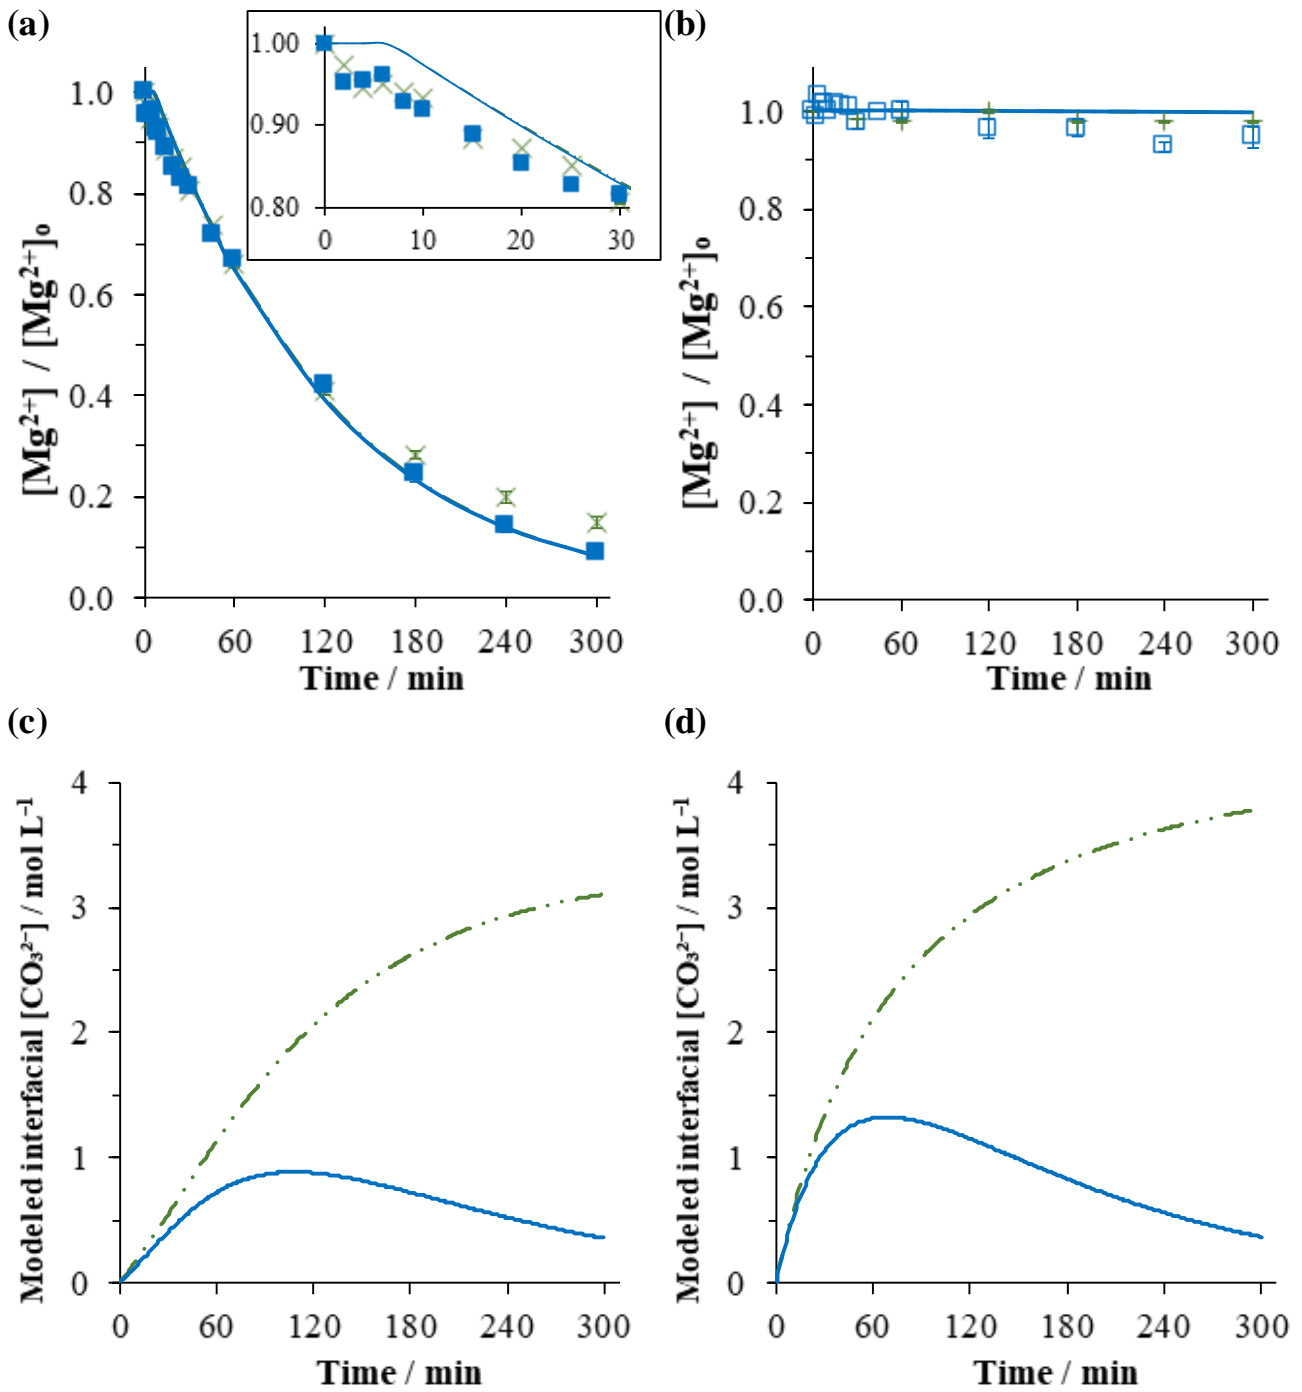 (a)
1.00
0.90
0.80
0 10 20 30
1.0
0.8
0.6
0.4
0.2
0.0
[Mg²⁺] / [Mg²⁺]₀
0 60 120 180 240 300
Time / min
(b)
1.0
0.8
0.6
0.4
0.2
0.0
[Mg²⁺] / [Mg²⁺]₀
0 60 120 180 240 300
Time / min
(c)
4
3
2
1
0
Modeled interfacial [CO₃²⁻] / mol L⁻¹
0 60 120 180 240 300
Time / min
(d)
4
3
2
1
0
Modeled interfacial [CO₃²⁻] / mol L⁻¹
0 60 120 180 240 300
Time / min